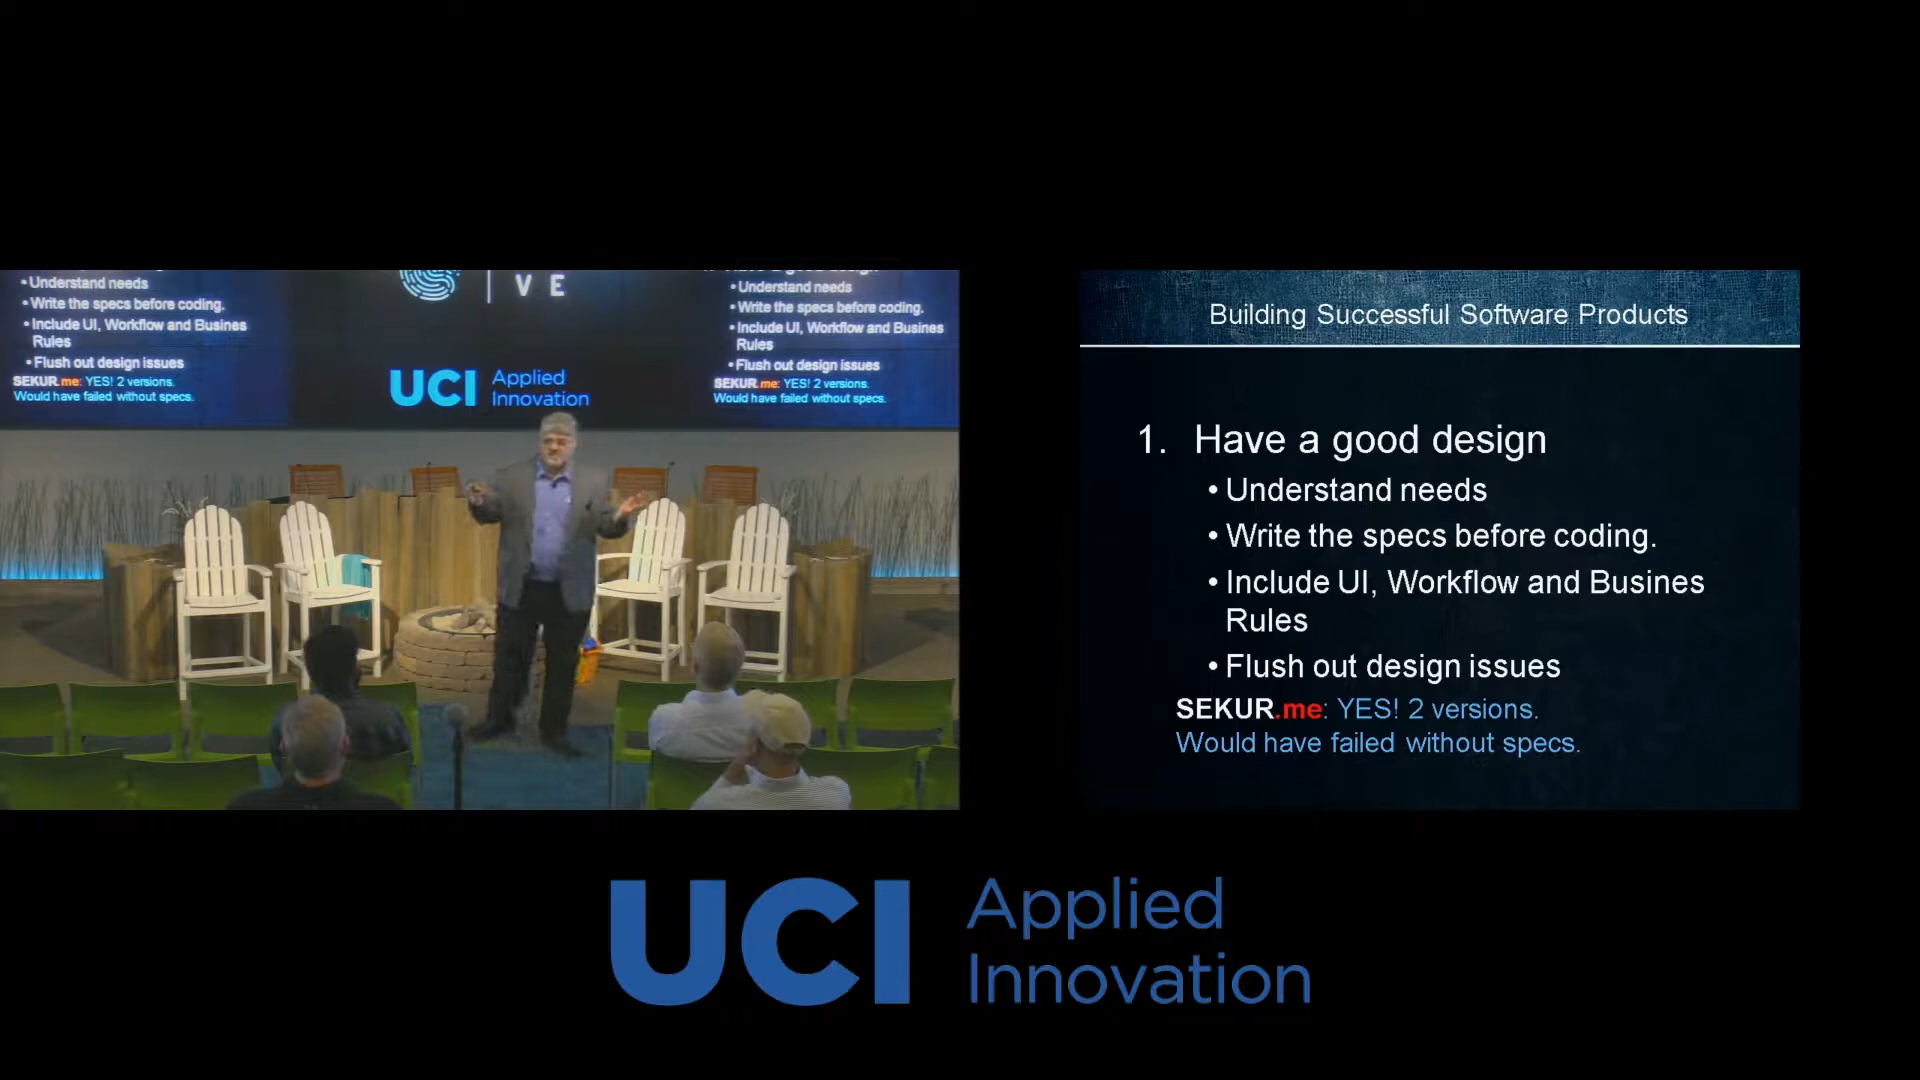 • Understand needs
• Write the specs before coding.
• Include UI, Workflow and Busines
Rules
• Flush out design issues
SEKUR.me: YES! 2 versions.
Would have failed without specs.
V E
UCI Applied
Innovation
• Understand needs
• Write the specs before coding.
• Include UI, Workflow and Busines
Rules
• Flush out design issues
SEKUR.me: YES! 2 versions.
Would have failed without specs.
Building Successful Software Products
1. Have a good design
• Understand needs
• Write the specs before coding.
• Include UI, Workflow and Busines
Rules
• Flush out design issues
SEKUR.me: YES! 2 versions.
Would have failed without specs.
UCI Applied
Innovation